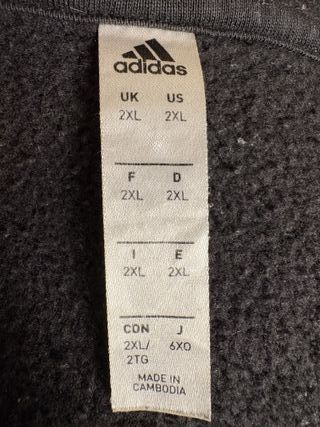 adidas
UK US
2XL 2XL
F D
2XL 2XL
I E
2XL 2XL
CON J
2XL/ 6XO
2TG
MADE IN
CAMBODIA